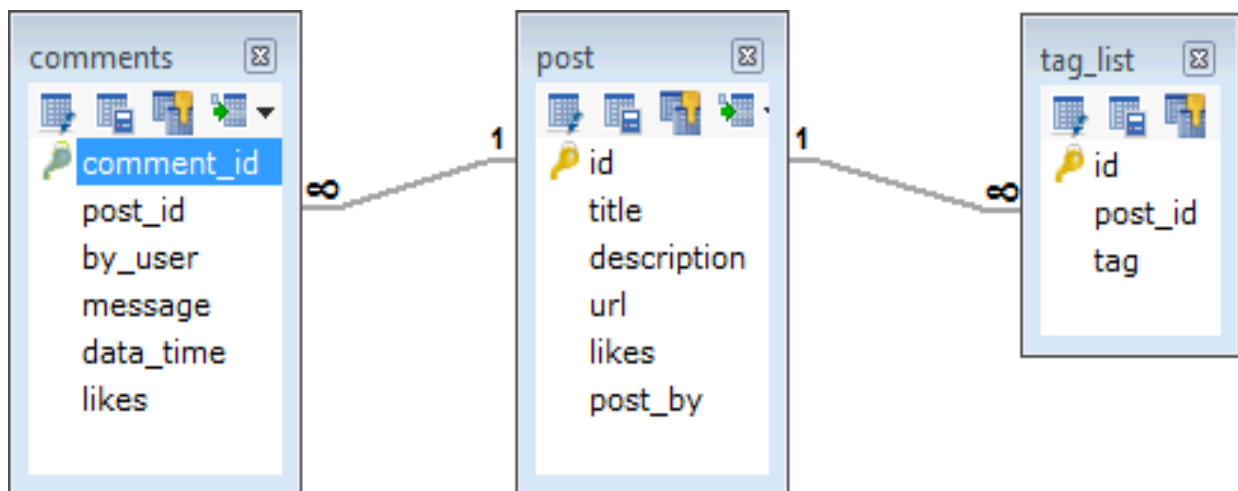 comments
comment_id
post_id
by_user
message
data_time
likes
∞
1
post
id
title
description
url
likes
post_by
1
∞
tag_list
id
post_id
tag